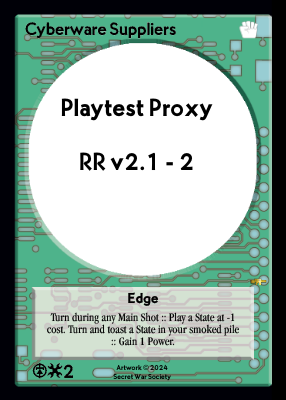 Cyberware Suppliers
Playtest Proxy
RR v2.1 - 2
Edge
Turn during any Main Shot :: Play a State at -1
cost. Turn and toast a State in your smoked pile
:: Gain 1 Power.
2
Artwork © 2024
Secret War Society